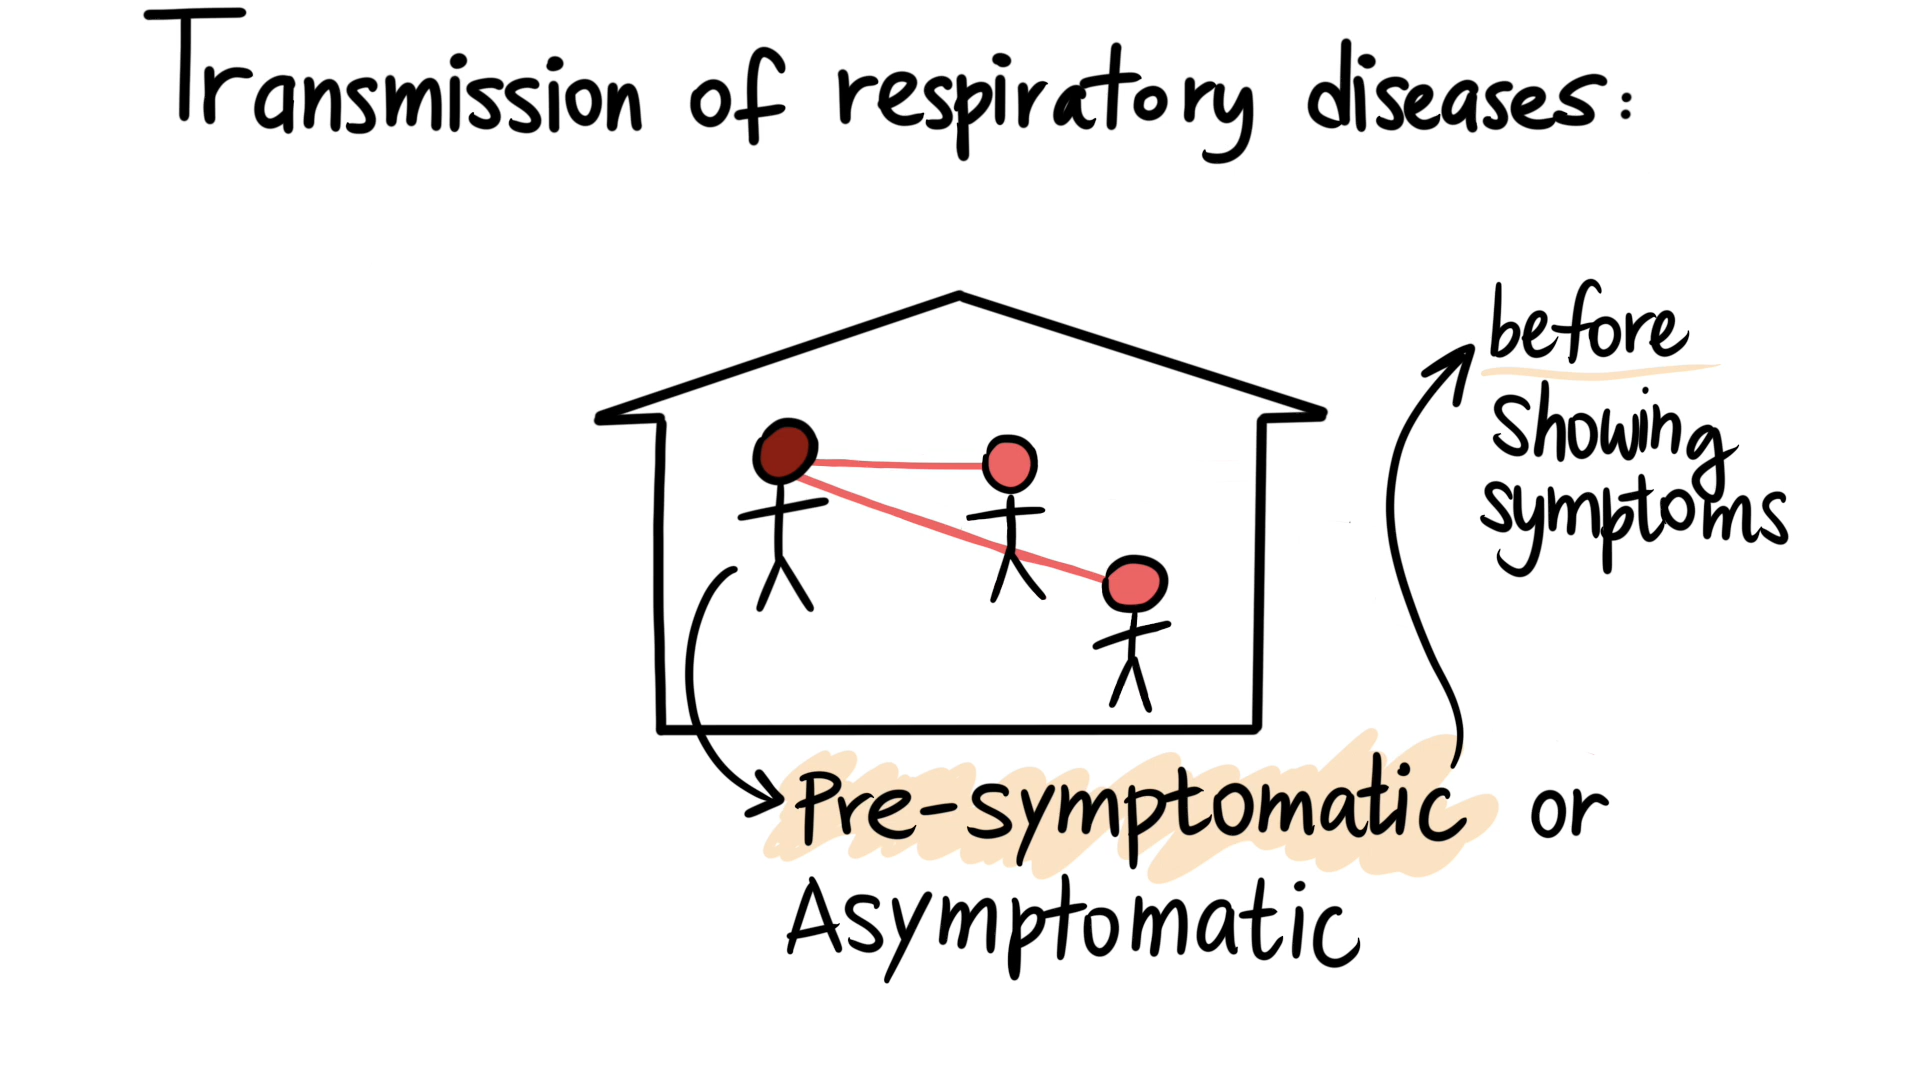 Transmission of respiratory diseases:
before
showing
symptoms
Pre-symptomatic or
Asymptomatic